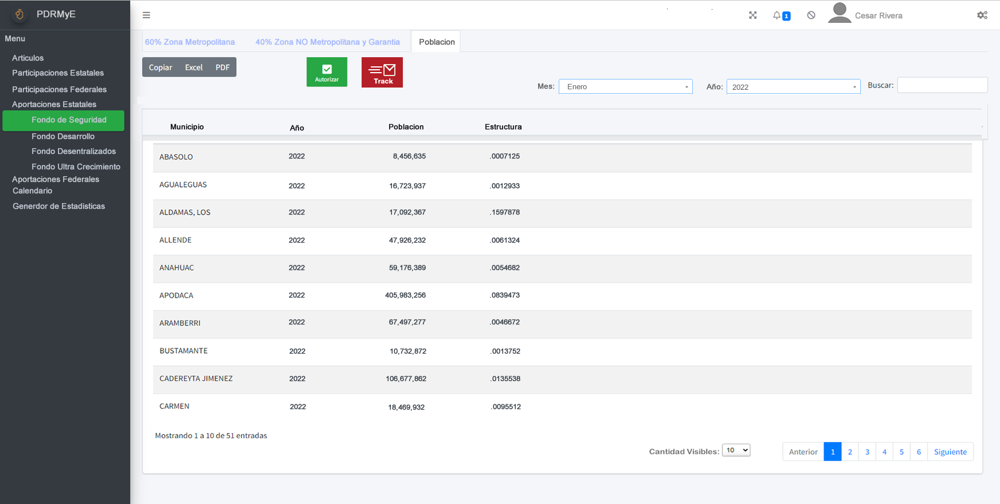 PDRMyE
Menu
Articulos
Participaciones Estatales
Participaciones Federales
Aportaciones Estatales
Fondo de Seguridad
Fondo Desarrollo
Fondo Desentralizados
Fondo Ultra Crecimiento
Aportaciones Federales
Calendario
Generdor de Estadisticas
1 Cesar Rivera
60% Zona Metropolitana 40% Zona NO Metropolitana y Garantia Poblacion
Copiar Excel PDF
Autorizar
Track
Mes: Enero Año: 2022 Buscar:
Municipio Año Poblacion Estructura
ABASOLO 2022 8,456,635 .0007125
AGUALEGUAS 2022 16,723,937 .0012933
ALDAMAS, LOS 2022 17,092,367 .1597878
ALLENDE 2022 47,926,232 .0061324
ANAHUAC 2022 59,176,389 .0054682
APODACA 2022 405,983,256 .0839473
ARAMBERRI 2022 67,497,277 .0046672
BUSTAMANTE 2022 10,732,872 .0013752
CADEREYTA JIMENEZ 2022 106,677,862 .0135538
CARMEN 2022 18,469,932 .0095512
Mostrando 1 a 10 de 51 entradas
Cantidad Visibles: 10 Anterior 1 2 3 4 5 6 Siguiente